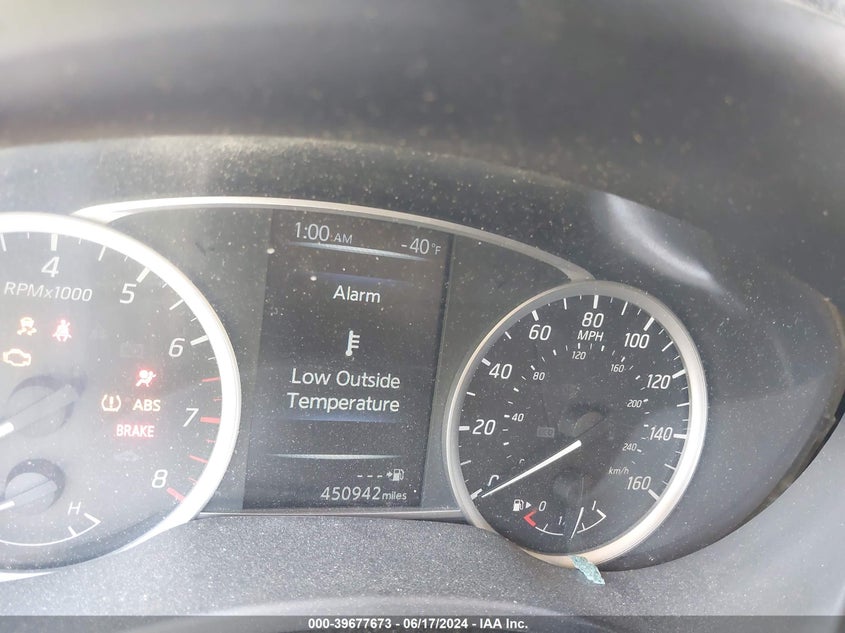 1:00 AM -40°F
Alarm
Low Outside
Temperature
---
450942 miles
4
RPMx1000
5
6
7
8
ABS
BRAKE
H
0 20 40 60 80 100 120 140 160
MPH
40 80 120 160 200 240
km/h
0
000-39677673 - 06/17/2024 - IAA Inc.